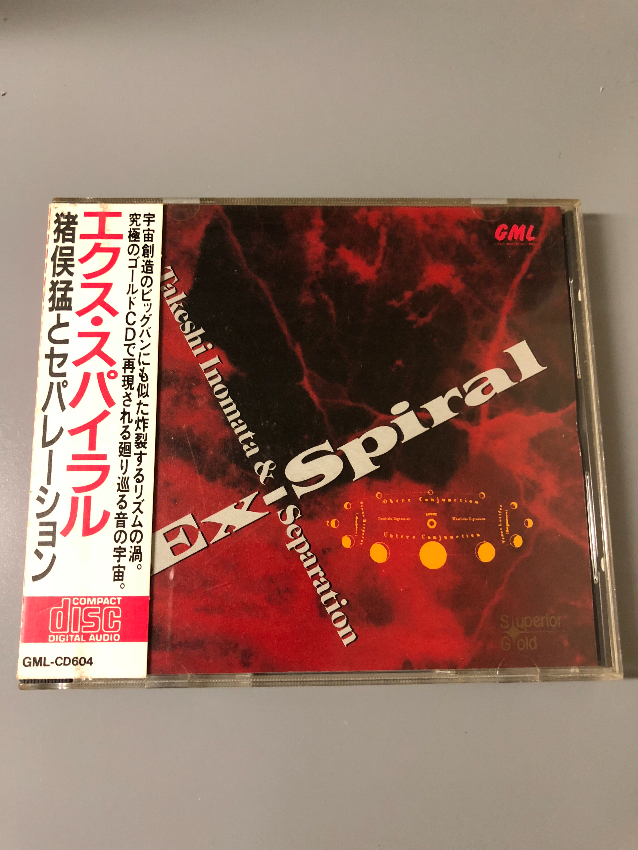 宇宙創造のビッグバンにも似た炸裂するリズムの渦。
究極のゴールドCDで再現される廻り巡る音の宇宙。
エクス・スパイラル
猪俣猛とセパレーション
COMPACT
disc
DIGITAL AUDIO
GML-CD604
GML
Takeshi Inomata & Separation
Ex-Spiral
Outer Conjunction
Superior
Gold